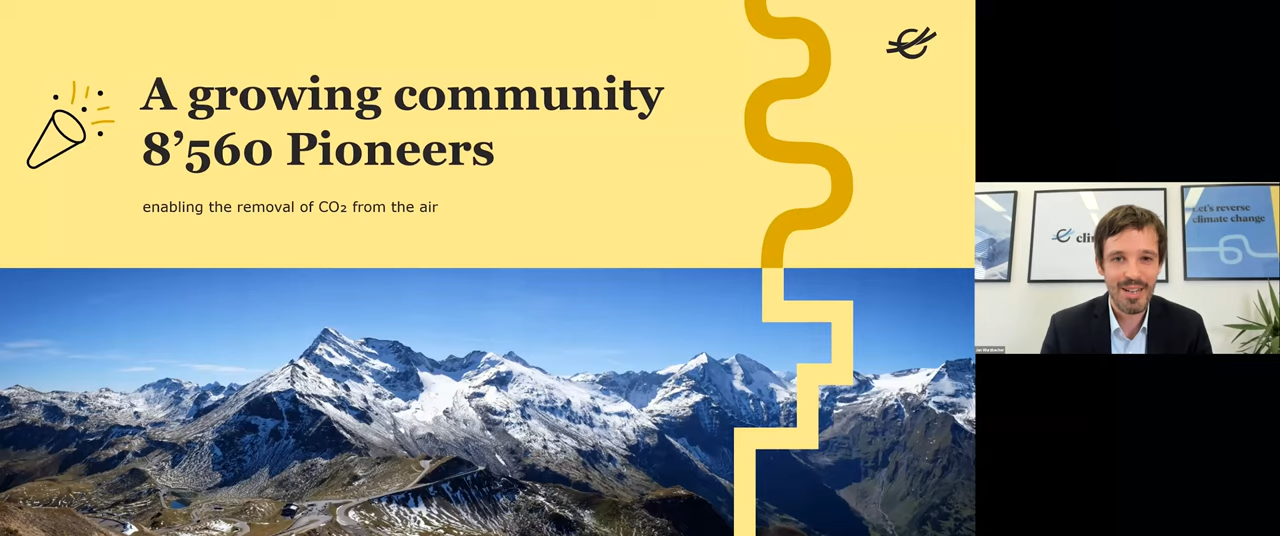 A growing community
8’560 Pioneers
enabling the removal of CO₂ from the air
Let's reverse
climate change